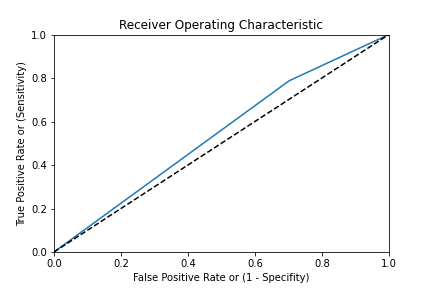 Receiver Operating Characteristic
1.0
0.8
0.6
0.4
0.2
0.0
True Positive Rate or (Sensitivity)
0.0 0.2 0.4 0.6 0.8 1.0
False Positive Rate or (1 - Specifity)